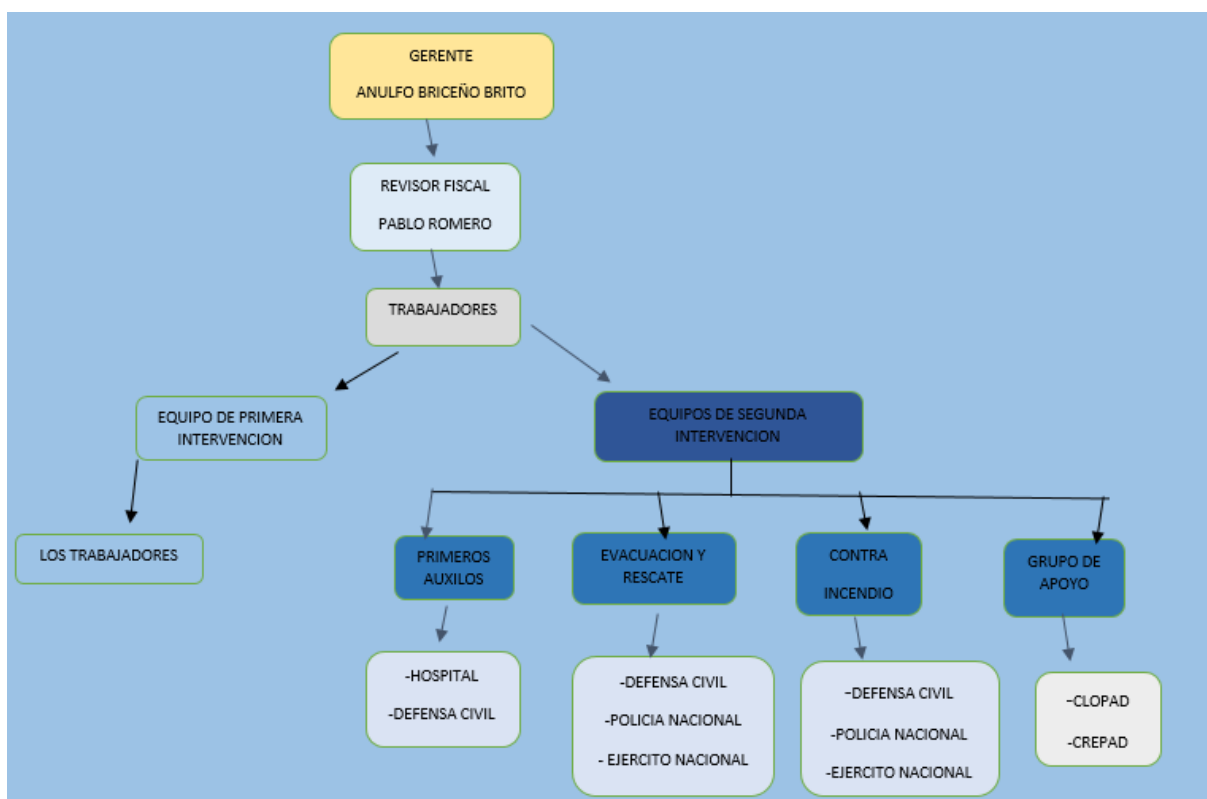 GERENTE
ANULFO BRICEÑO BRITO
REVISOR FISCAL
PABLO ROMERO
TRABAJADORES
EQUIPO DE PRIMERA
INTERVENCION
EQUIPOS DE SEGUNDA
INTERVENCION
LOS TRABAJADORES
PRIMEROS
AUXILOS
EVACUACION Y
RESCATE
CONTRA
INCENDIO
GRUPO DE
APOYO
-HOSPITAL
-DEFENSA CIVIL
-DEFENSA CIVIL
-POLICIA NACIONAL
- EJERCITO NACIONAL
-DEFENSA CIVIL
-POLICIA NACIONAL
-EJERCITO NACIONAL
-CLOPAD
-CREPAD